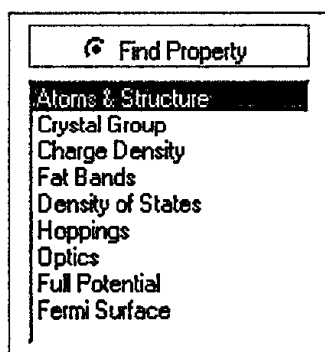 Find Property
Atoms & Structure
Crystal Group
Charge Density
Fat Bands
Density of States
Hoppings
Optics
Full Potential
Fermi Surface